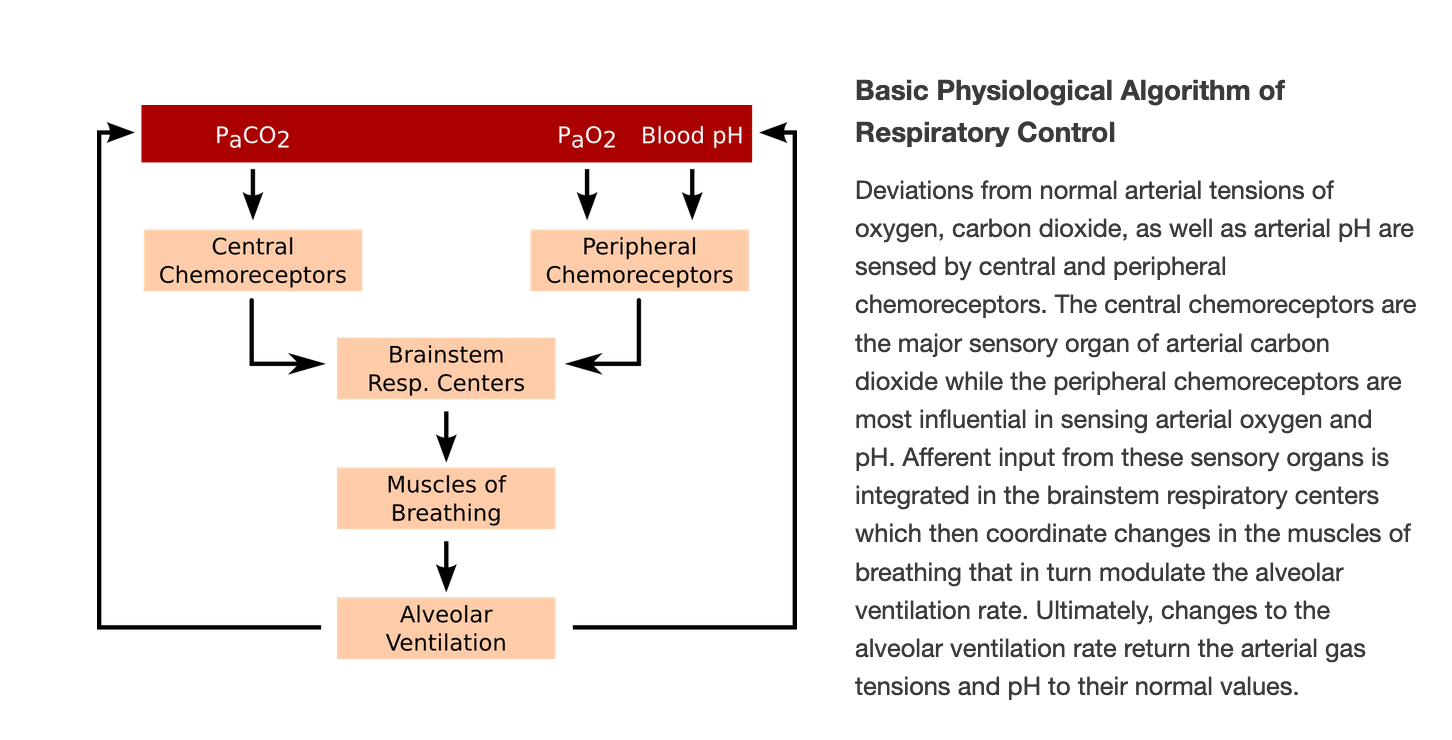 PaCO2 PaO2 Blood pH
Central
Chemoreceptors
Peripheral
Chemoreceptors
Brainstem
Resp. Centers
Muscles of
Breathing
Alveolar
Ventilation
Basic Physiological Algorithm of
Respiratory Control
Deviations from normal arterial tensions of
oxygen, carbon dioxide, as well as arterial pH are
sensed by central and peripheral
chemoreceptors. The central chemoreceptors are
the major sensory organ of arterial carbon
dioxide while the peripheral chemoreceptors are
most influential in sensing arterial oxygen and
pH. Afferent input from these sensory organs is
integrated in the brainstem respiratory centers
which then coordinate changes in the muscles of
breathing that in turn modulate the alveolar
ventilation rate. Ultimately, changes to the
alveolar ventilation rate return the arterial gas
tensions and pH to their normal values.